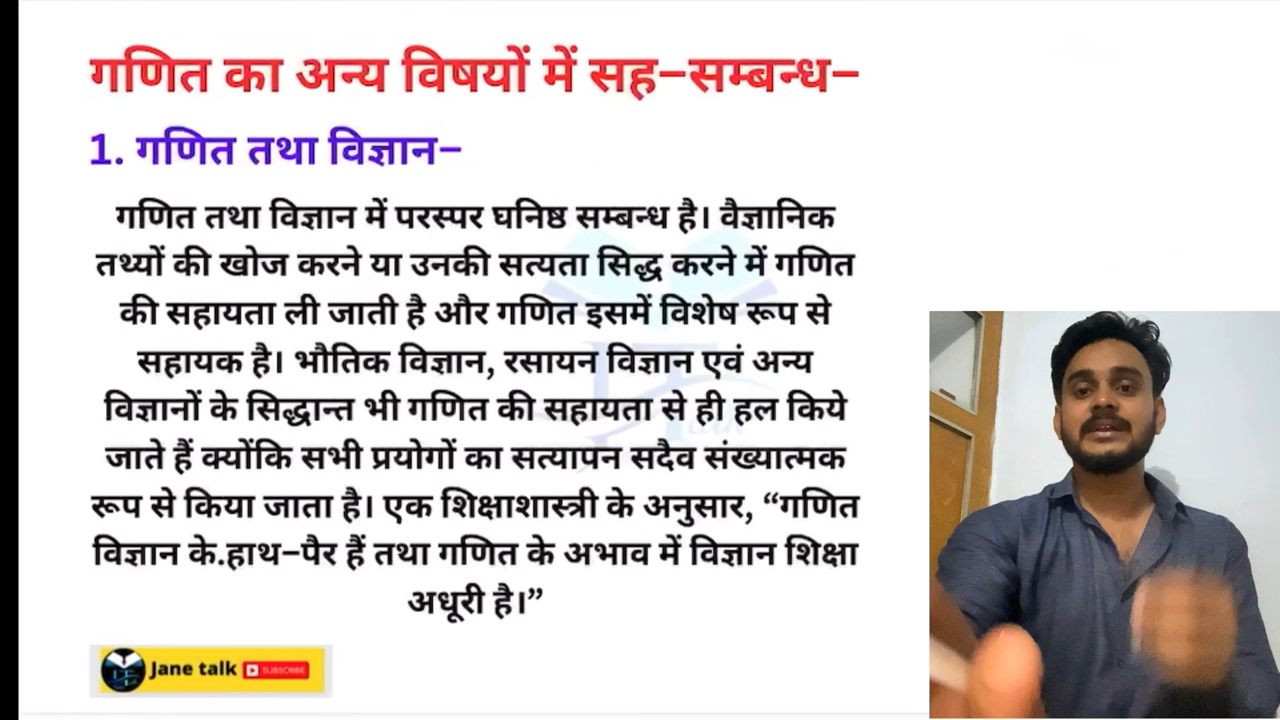 गणित का अन्य विषयों में सह–सम्बन्ध–
1. गणित तथा विज्ञान–
गणित तथा विज्ञान में परस्पर घनिष्ठ सम्बन्ध है। वैज्ञानिक
तथ्यों की खोज करने या उनकी सत्यता सिद्ध करने में गणित
की सहायता ली जाती है और गणित इसमें विशेष रूप से
सहायक है। भौतिक विज्ञान, रसायन विज्ञान एवं अन्य
विज्ञानों के सिद्धान्त भी गणित की सहायता से ही हल किये
जाते हैं क्योंकि सभी प्रयोगों का सत्यापन सदैव संख्यात्मक
रूप से किया जाता है। एक शिक्षाशास्त्री के अनुसार, “गणित
विज्ञान के.हाथ–पैर हैं तथा गणित के अभाव में विज्ञान शिक्षा
अधूरी है।”
Jane talk SUBSCRIBE